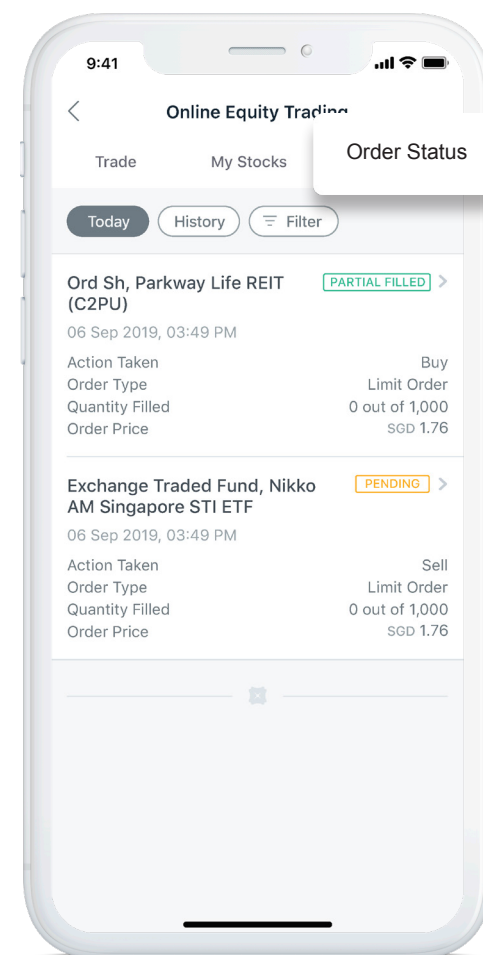 9:41
Online Equity Trading
Trade
My Stocks
Order Status
Today
History
Filter
Ord Sh, Parkway Life REIT
(C2PU)
PARTIAL FILLED
06 Sep 2019, 03:49 PM
Action Taken Buy
Order Type Limit Order
Quantity Filled 0 out of 1,000
Order Price SGD 1.76
Exchange Traded Fund, Nikko
AM Singapore STI ETF
PENDING
06 Sep 2019, 03:49 PM
Action Taken Sell
Order Type Limit Order
Quantity Filled 0 out of 1,000
Order Price SGD 1.76